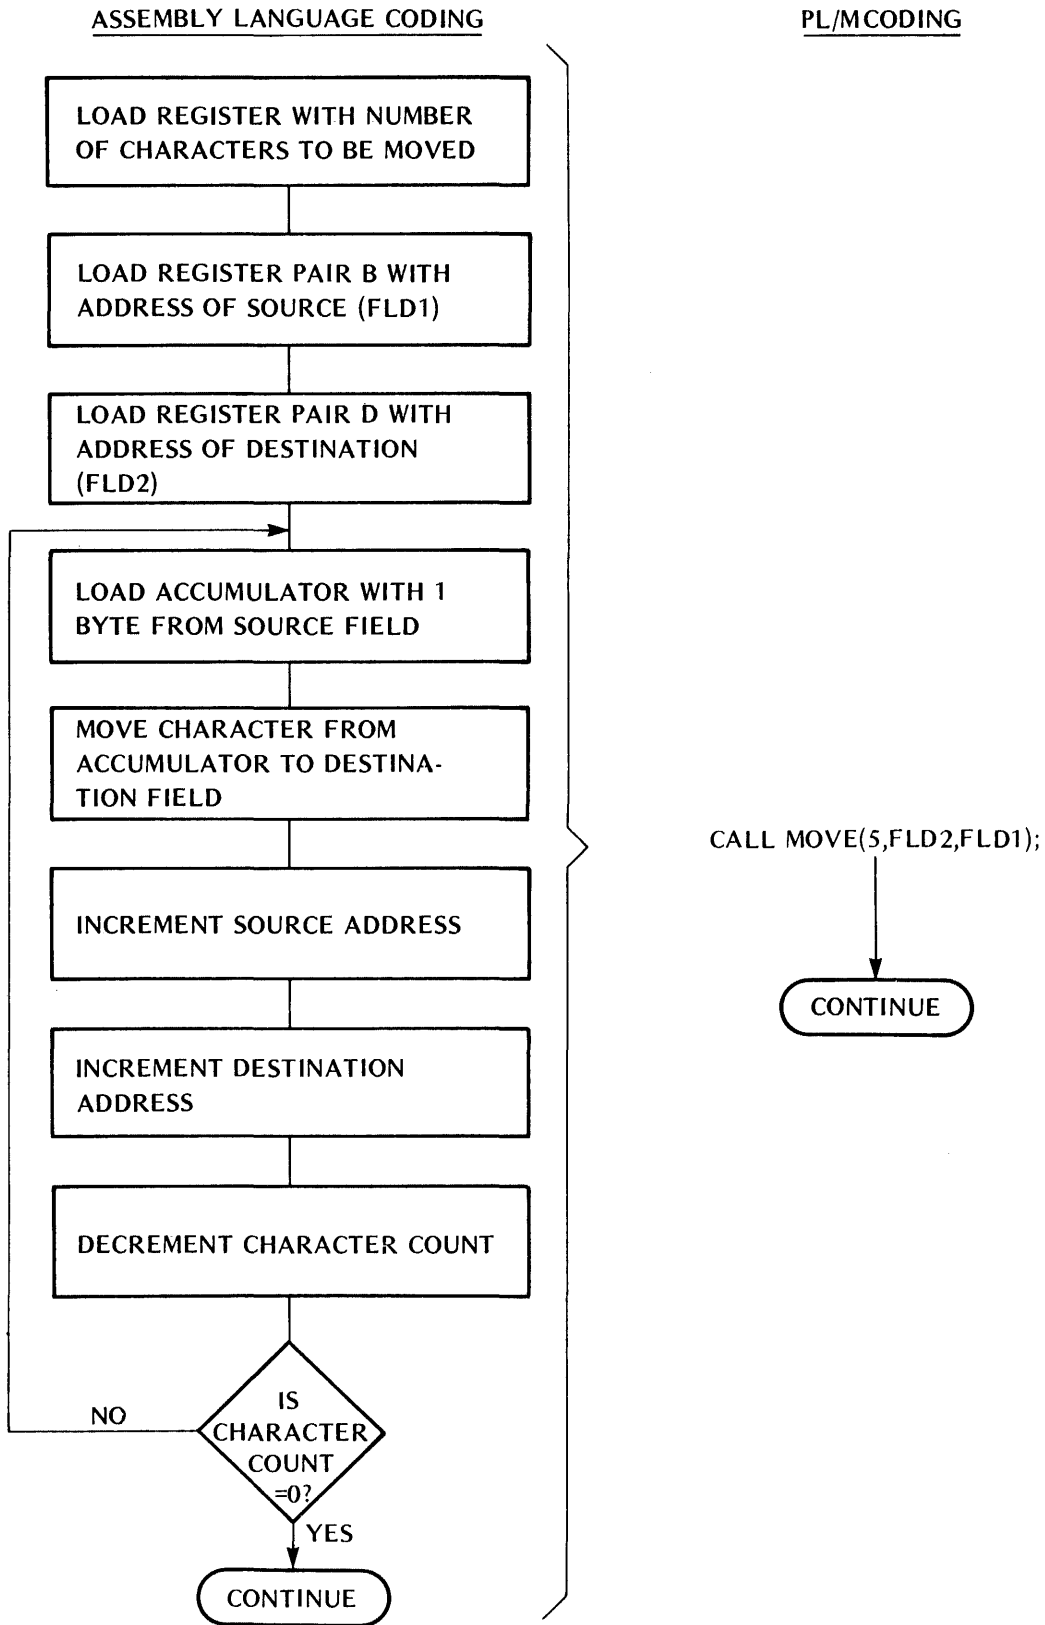 ASSEMBLY LANGUAGE CODING
LOAD REGISTER WITH NUMBER
OF CHARACTERS TO BE MOVED
LOAD REGISTER PAIR B WITH
ADDRESS OF SOURCE (FLD1)
LOAD REGISTER PAIR D WITH
ADDRESS OF DESTINATION
(FLD2)
LOAD ACCUMULATOR WITH 1
BYTE FROM SOURCE FIELD
MOVE CHARACTER FROM
ACCUMULATOR TO DESTINA-
TION FIELD
INCREMENT SOURCE ADDRESS
INCREMENT DESTINATION
ADDRESS
DECREMENT CHARACTER COUNT
IS
CHARACTER
COUNT
=0?
NO
YES
CONTINUE
PL/M CODING
CALL MOVE(5,FLD2,FLD1);
CONTINUE